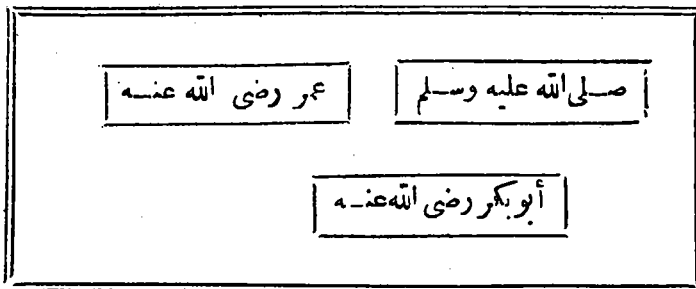 صلى الله عليه وسلم
عمر رضى الله عنه
أبو بكر رضى الله عنه